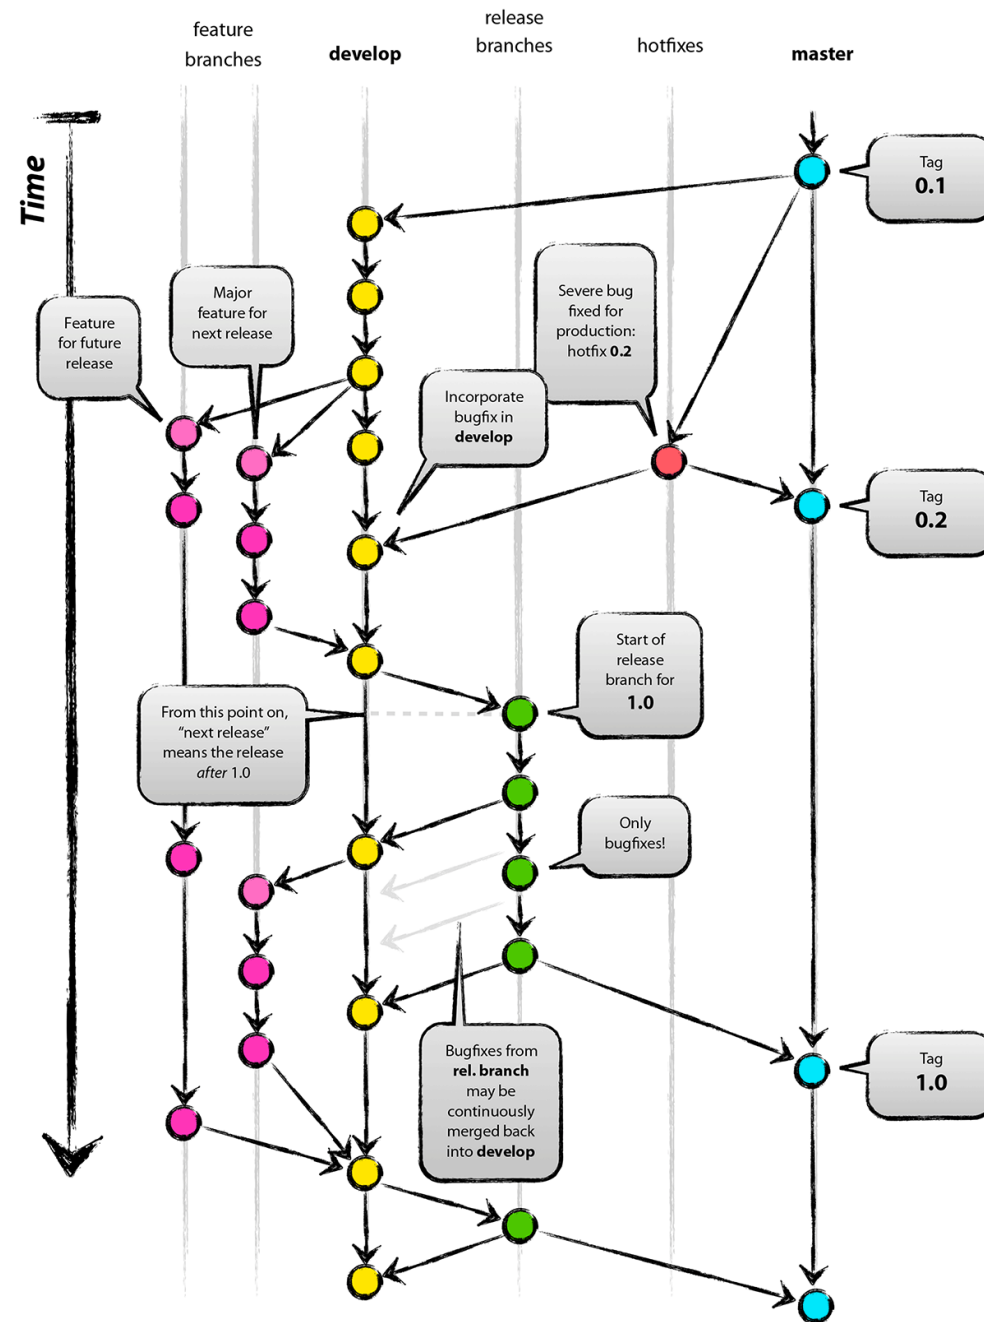 feature
branches
develop
release
branches
hotfixes
master
Time
Tag
0.1
Severe bug
fixed for
production:
hotfix 0.2
Major
feature for
next release
Feature
for future
release
Incorporate
bugfix in
develop
Tag
0.2
Start of
release
branch for
1.0
From this point on,
“next release”
means the release
after 1.0
Only
bugfixes!
Bugfixes from
rel. branch
may be
continuously
merged back
into develop
Tag
1.0